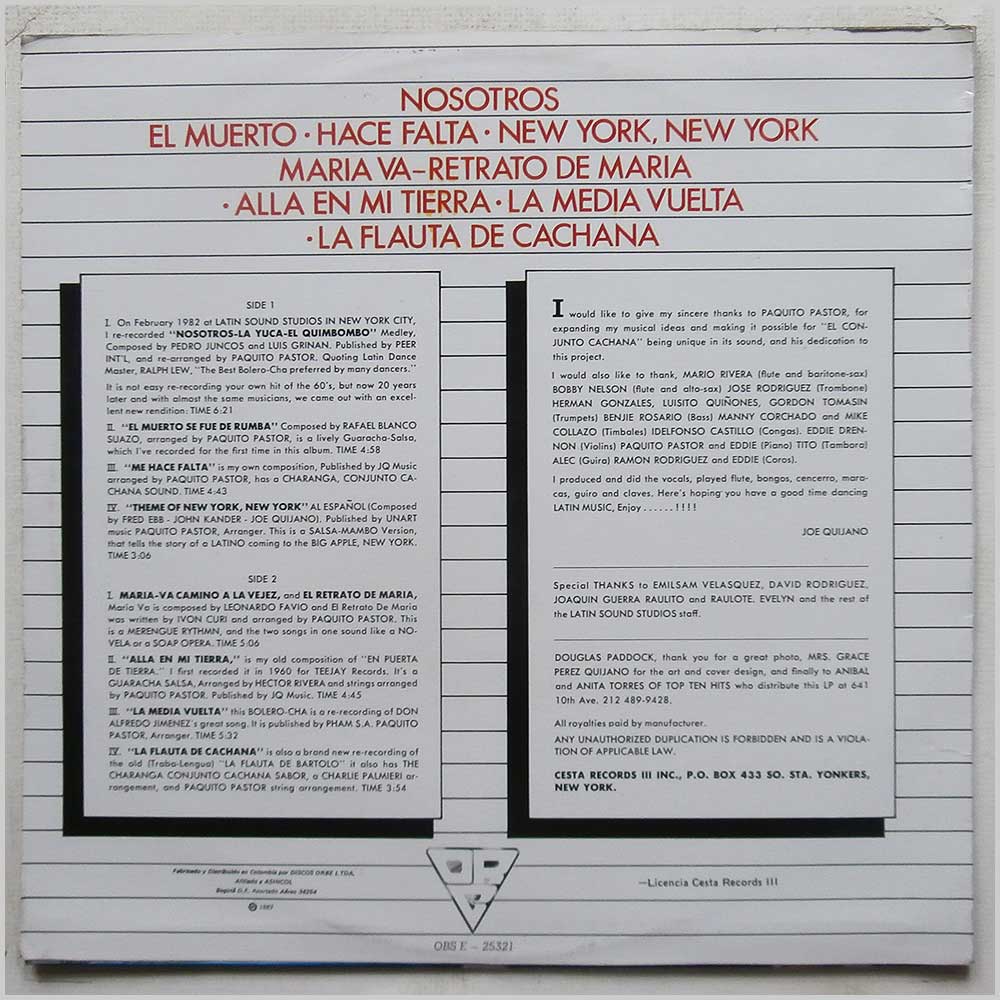 NOSOTROS
EL MUERTO • HACE FALTA • NEW YORK, NEW YORK
MARIA VA-RETRATO DE MARIA
• ALLA EN MI TIERRA • LA MEDIA VUELTA
• LA FLAUTA DE CACHANA
SIDE 1
I. On February 1982 at LATIN SOUND STUDIOS IN NEW YORK CITY,
I re-recorded "NOSOTROS-LA YUCA-EL QUIMBOMBO" Medley,
Composed by PEDRO JUNCOS and LUIS GRINAN. Published by PEER
INT'L, and re-arranged by PAQUITO PASTOR. Quoting Latin Dance
Master, RALPH LEW, "The Best Bolero-Cha preferred by many dancers."
It is not easy re-recording your own hit of the 60's, but now 20 years
later and with almost the same musicians, we came out with an excel-
lent new rendition: TIME 6:21
II. "EL MUERTO SE FUE DE RUMBA" Composed by RAFAEL BLANCO
SUAZO, arranged by PAQUITO PASTOR, is a lively Guaracha-Salsa,
which I've recorded for the first time in this album. TIME 4:58
III. "ME HACE FALTA" is my own composition, Published by JQ Music
arranged by PAQUITO PASTOR, has a CHARANGA, CONJUNTO CA-
CHANA SOUND. TIME 4:43
IV. "THEME OF NEW YORK, NEW YORK" AL ESPAÑOL (Composed
by FRED EBB - JOHN KANDER - JOE QUIJANO). Published by UNART
music PAQUITO PASTOR, Arranger. This is a SALSA-MAMBO Version,
that tells the story of a LATINO coming to the BIG APPLE, NEW YORK.
TIME 3:06
SIDE 2
I. MARIA-VA CAMINO A LA VEJEZ, and EL RETRATO DE MARIA,
Maria Va is composed by LEONARDO FAVIO and El Retrato De Maria
was written by IVON CURI and arranged by PAQUITO PASTOR. This
is a MERENGUE RYTHMN, and the two songs in one sound like a NO-
VELA or a SOAP OPERA. TIME 5:06
II. "ALLA EN MI TIERRA," is my old composition of "EN PUERTA
DE TIERRA." I first recorded it in 1960 for TEEJAY Records. It's a
GUARACHA SALSA, Arranged by HECTOR RIVERA and strings arranged
by PAQUITO PASTOR. Published by JQ Music. TIME 4:45
III. "LA MEDIA VUELTA" this BOLERO-CHA is a re-recording of DON
ALFREDO JIMENEZ's great song. It is published by PHAM S.A. PAQUITO
PASTOR, Arranger. TIME 5:32
IV. "LA FLAUTA DE CACHANA" is also a brand new re-recording of
the old (Traba-Lengua) "LA FLAUTA DE BARTOLO" it also has THE
CHARANGA CONJUNTO CACHANA SABOR, a CHARLIE PALMIERI ar-
rangement, and PAQUITO PASTOR string arrangement. TIME 3:54
I would like to give my sincere thanks to PAQUITO PASTOR, for
expanding my musical ideas and making it possible for "EL CON-
JUNTO CACHANA" being unique in its sound, and his dedication to
this project.
I would also like to thank, MARIO RIVERA (flute and baritone-sax)
BOBBY NELSON (flute and alto-sax) JOSE RODRIGUEZ (Trombone)
HERMAN GONZALES, LUISITO QUIÑONES, GORDON TOMASIN
(Trumpets) BENJIE ROSARIO (Bass) MANNY CORCHADO and MIKE
COLLAZO (Timbales) IDELFONSO CASTILLO (Congas). EDDIE DREN-
NON (Violins) PAQUITO PASTOR and EDDIE (Piano) TITO (Tambora)
ALEC (Guira) RAMON RODRIGUEZ and EDDIE (Coros).
I produced and did the vocals, played flute, bongos, cencerro, mara-
cas, guiro and claves. Here's hoping you have a good time dancing
LATIN MUSIC, Enjoy ......!!!!
JOE QUIJANO
Special THANKS to EMILSAM VELASQUEZ, DAVID RODRIGUEZ,
JOAQUIN GUERRA RAULITO and RAULOTE. EVELYN and the rest of
the LATIN SOUND STUDIOS staff.
DOUGLAS PADDOCK, thank you for a great photo, MRS. GRACE
PEREZ QUIJANO for the art and cover design, and finally to ANIBAL
and ANITA TORRES OF TOP TEN HITS who distribute this LP at 641
10th Ave. 212 489-9428.
All royalties paid by manufacturer.
ANY UNAUTHORIZED DUPLICATION IS FORBIDDEN AND IS A VIOLA-
TION OF APPLICABLE LAW.
CESTA RECORDS III INC., P.O. BOX 433 SO. STA. YONKERS,
NEW YORK.
Fabricado y Distribuido en Colombia por DISCOS ORBE LTDA.
Afiliado a ASINCOL
Bogotá D.F. Apartado Aéreo 34254
—Licencia Cesta Records III
OBS E - 25321